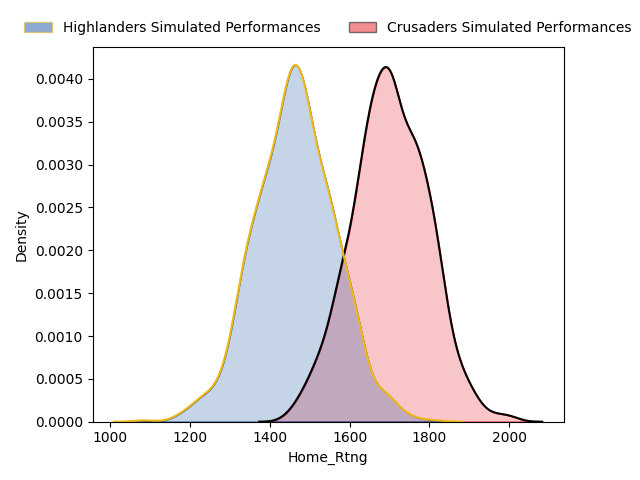 Highlanders Simulated Performances Crusaders Simulated Performances
0.0040
0.0035
0.0030
0.0025
0.0020
0.0015
0.0010
0.0005
0.0000
Density
1000 1200 1400 1600 1800 2000
Home_Rtng